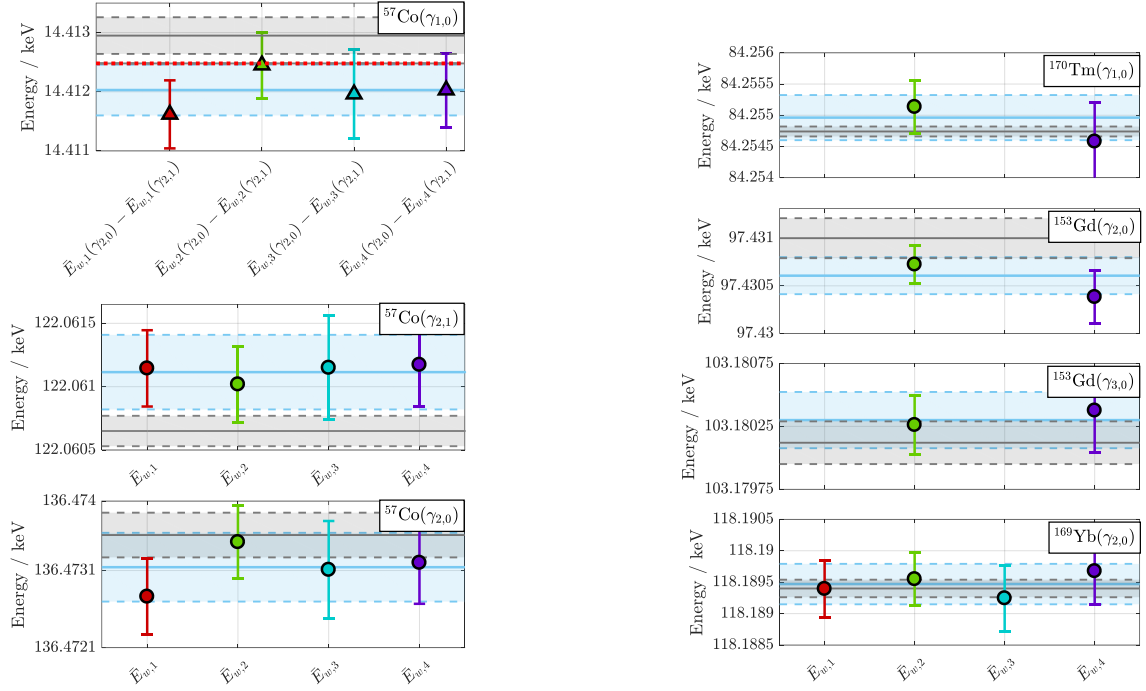 Energy / keV
14.413
14.412
14.411
⁵⁷Co(γ₁,₀)
Ē_w,1(γ₂,₀) − Ē_w,1(γ₂,₁)
Ē_w,2(γ₂,₀) − Ē_w,2(γ₂,₁)
Ē_w,3(γ₂,₀) − Ē_w,3(γ₂,₁)
Ē_w,4(γ₂,₀) − Ē_w,4(γ₂,₁)
Energy / keV
122.0615
122.061
122.0605
⁵⁷Co(γ₂,₁)
Ē_w,1
Ē_w,2
Ē_w,3
Ē_w,4
Energy / keV
136.474
136.4731
136.4721
⁵⁷Co(γ₂,₀)
Ē_w,1
Ē_w,2
Ē_w,3
Ē_w,4
Energy / keV
84.256
84.2555
84.255
84.2545
84.254
¹⁷⁰Tm(γ₁,₀)
Energy / keV
97.431
97.4305
97.43
¹⁵³Gd(γ₂,₀)
Energy / keV
103.18075
103.18025
103.17975
¹⁵³Gd(γ₃,₀)
Energy / keV
118.1905
118.19
118.1895
118.189
118.1885
¹⁶⁹Yb(γ₂,₀)
Ē_w,1
Ē_w,2
Ē_w,3
Ē_w,4